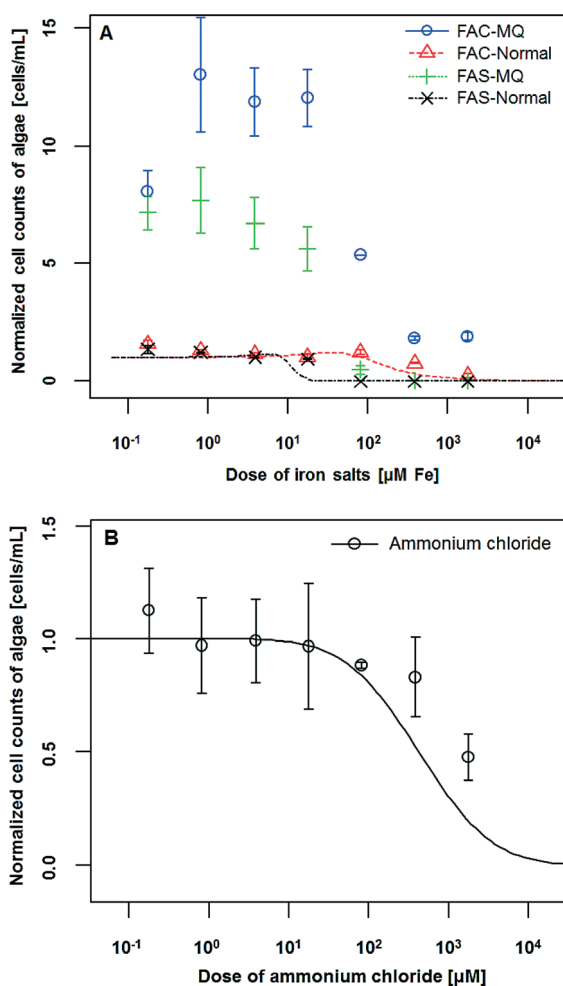 A
FAC-MQ
FAC-Normal
FAS-MQ
FAS-Normal
Normalized cell counts of algae [cells/mL]
15
10
5
0
10⁻¹ 10⁰ 10¹ 10² 10³ 10⁴
Dose of iron salts [µM Fe]
B
Ammonium chloride
Normalized cell counts of algae [cells/mL]
1.5
1.0
0.5
0.0
10⁻¹ 10⁰ 10¹ 10² 10³ 10⁴
Dose of ammonium chloride [µM]